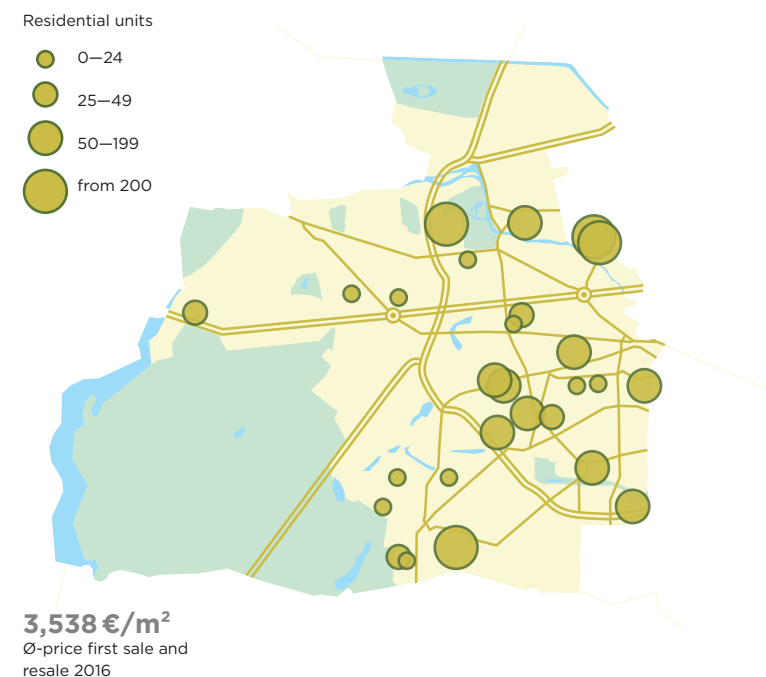 Residential units
0—24
25—49
50—199
from 200
3,538 €/m²
Ø-price first sale and
resale 2016